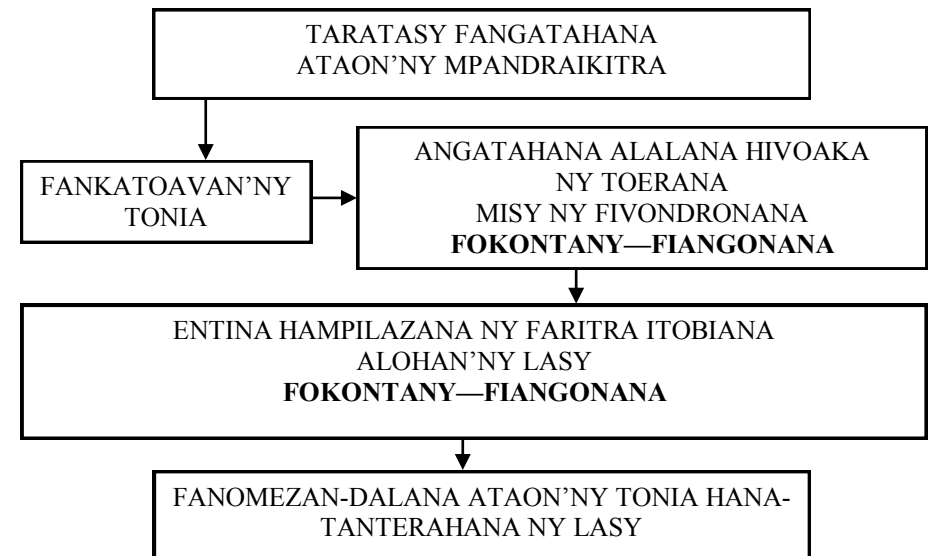 TARATASY FANGATAHANA
ATAON’NY MPANDRAIKITRA
FANKATOAVAN’NY
TONIA
ANGATAHANA ALALANA HIVOAKA
NY TOERANA
MISY NY FIVONDRONANA
FOKONTANY—FIANGONANA
ENTINA HAMPILAZANA NY FARITRA ITOBIANA
ALOHAN’NY LASY
FOKONTANY—FIANGONANA
FANOMEZAN-DALANA ATAON’NY TONIA HANA-
TANTERAHANA NY LASY